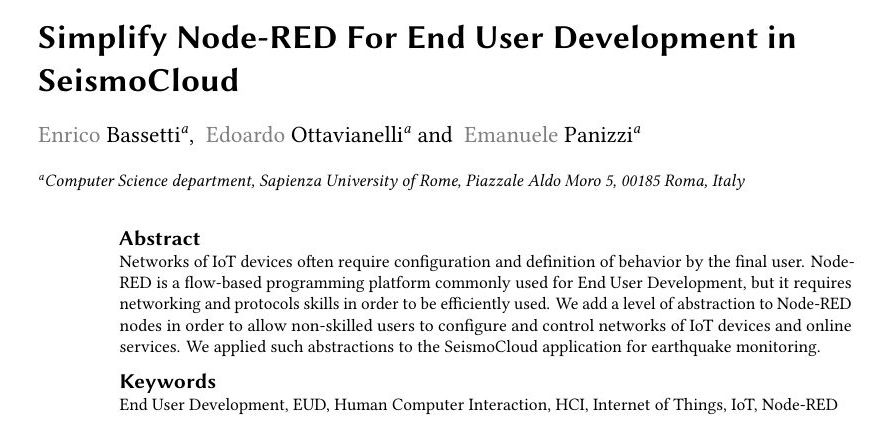 Simplify Node-RED For End User Development in
SeismoCloud
Enrico Bassettiᵃ, Edoardo Ottavianelliᵃ and Emanuele Panizziᵃ
ᵃComputer Science department, Sapienza University of Rome, Piazzale Aldo Moro 5, 00185 Roma, Italy
Abstract
Networks of IoT devices often require configuration and definition of behavior by the final user. Node-
RED is a flow-based programming platform commonly used for End User Development, but it requires
networking and protocols skills in order to be efficiently used. We add a level of abstraction to Node-RED
nodes in order to allow non-skilled users to configure and control networks of IoT devices and online
services. We applied such abstractions to the SeismoCloud application for earthquake monitoring.
Keywords
End User Development, EUD, Human Computer Interaction, HCI, Internet of Things, IoT, Node-RED